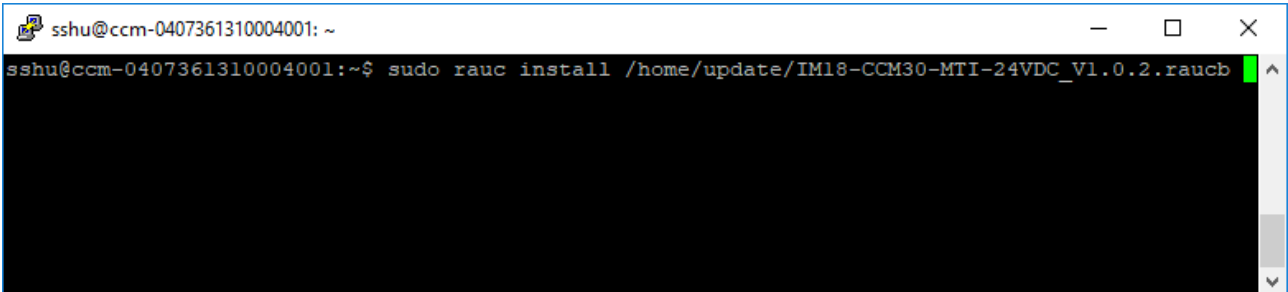 sshu@ccm-0407361310004001: ~
sshu@ccm-0407361310004001:~$ sudo rauc install /home/update/IM18-CCM30-MTI-24VDC_V1.0.2.raucb